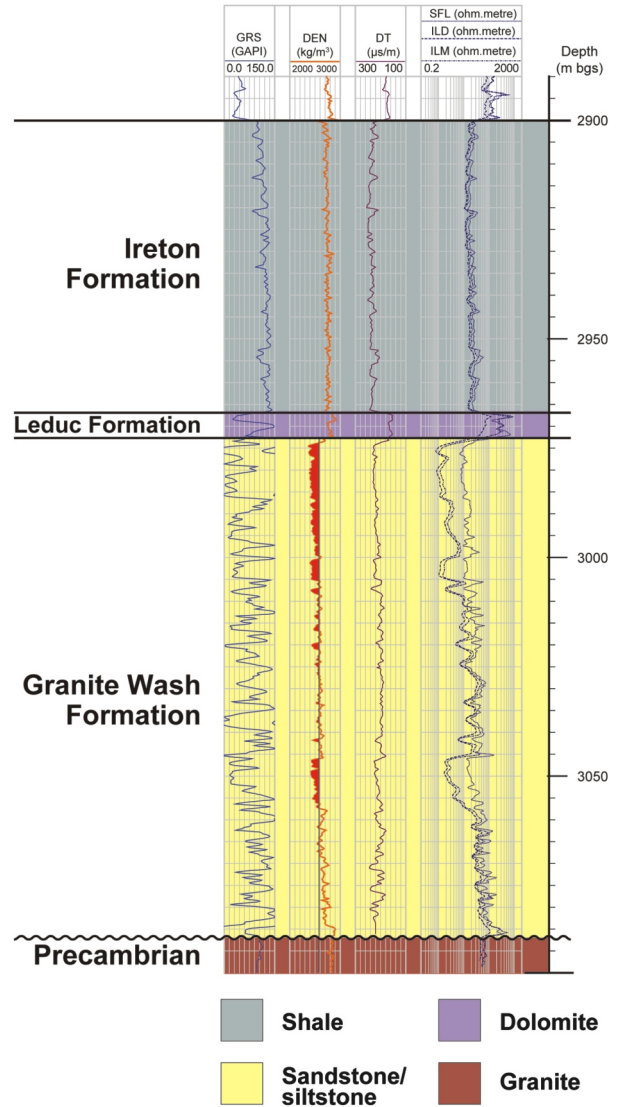 SFL (ohm.metre)
GRS DEN DT ILD (ohm.metre)
(GAPI) (kg/m³) (µs/m) ILM (ohm.metre) Depth
0.0 150.0 2000 3000 300 100 0.2 2000 (m bgs)
2900
Ireton
Formation
2950
Leduc Formation
3000
Granite Wash
Formation
3050
Precambrian
Shale Dolomite
Sandstone/ Granite
siltstone